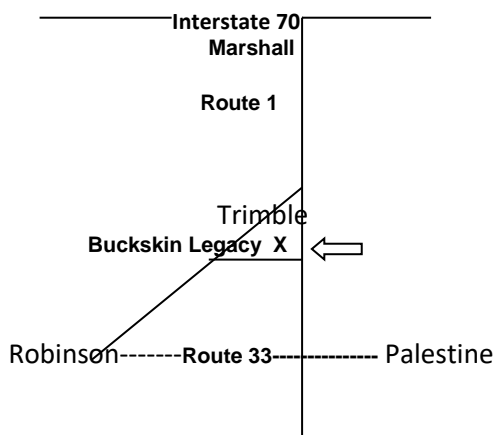 Interstate 70
Marshall
Route 1
Trimble
Buckskin Legacy X
Robinson-------Route 33--------------- Palestine